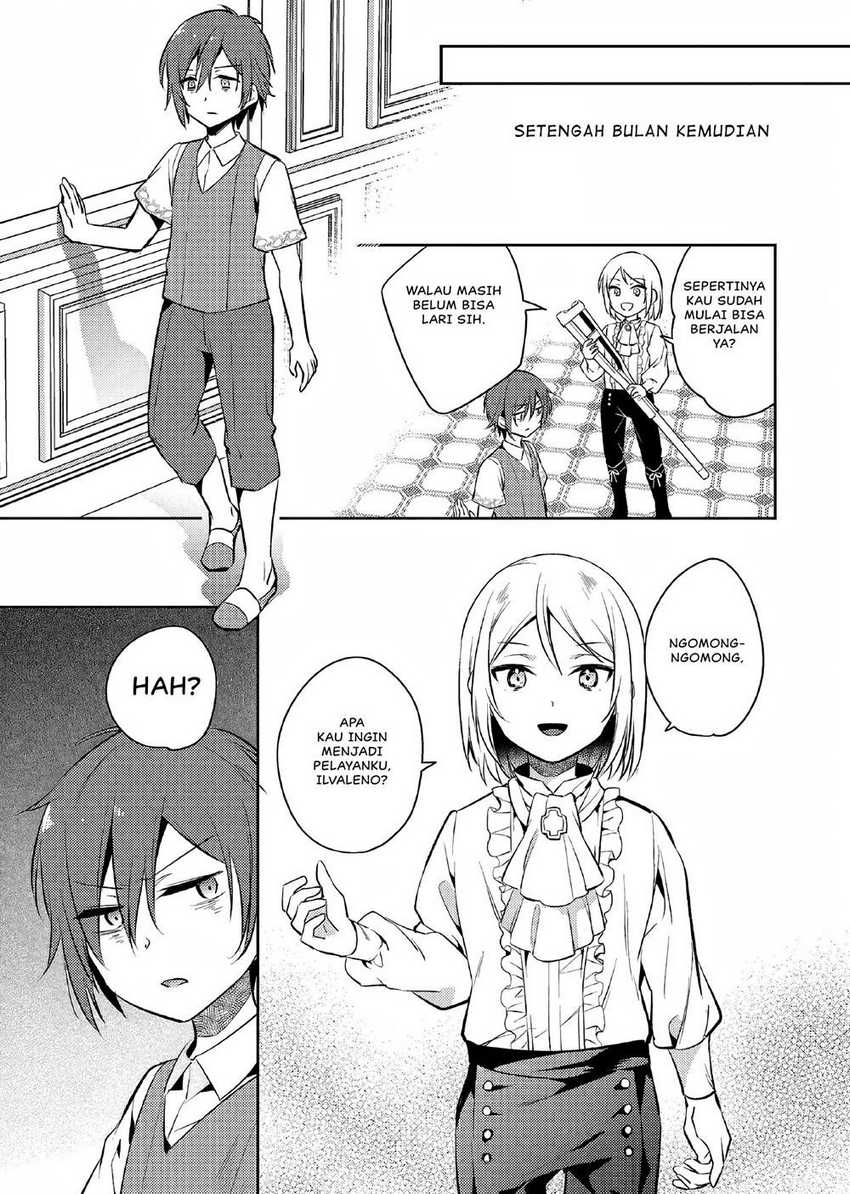 SETENGAH BULAN KEMUDIAN
SEPERTINYA
KAU SUDAH
MULAI BISA
BERJALAN
YA?
WALAU MASIH
BELUM BISA
LARI SIH.
NGOMONG-
NGOMONG,
APA
KAU INGIN
MENJADI
PELAYANKU,
ILVALENO?
HAH?